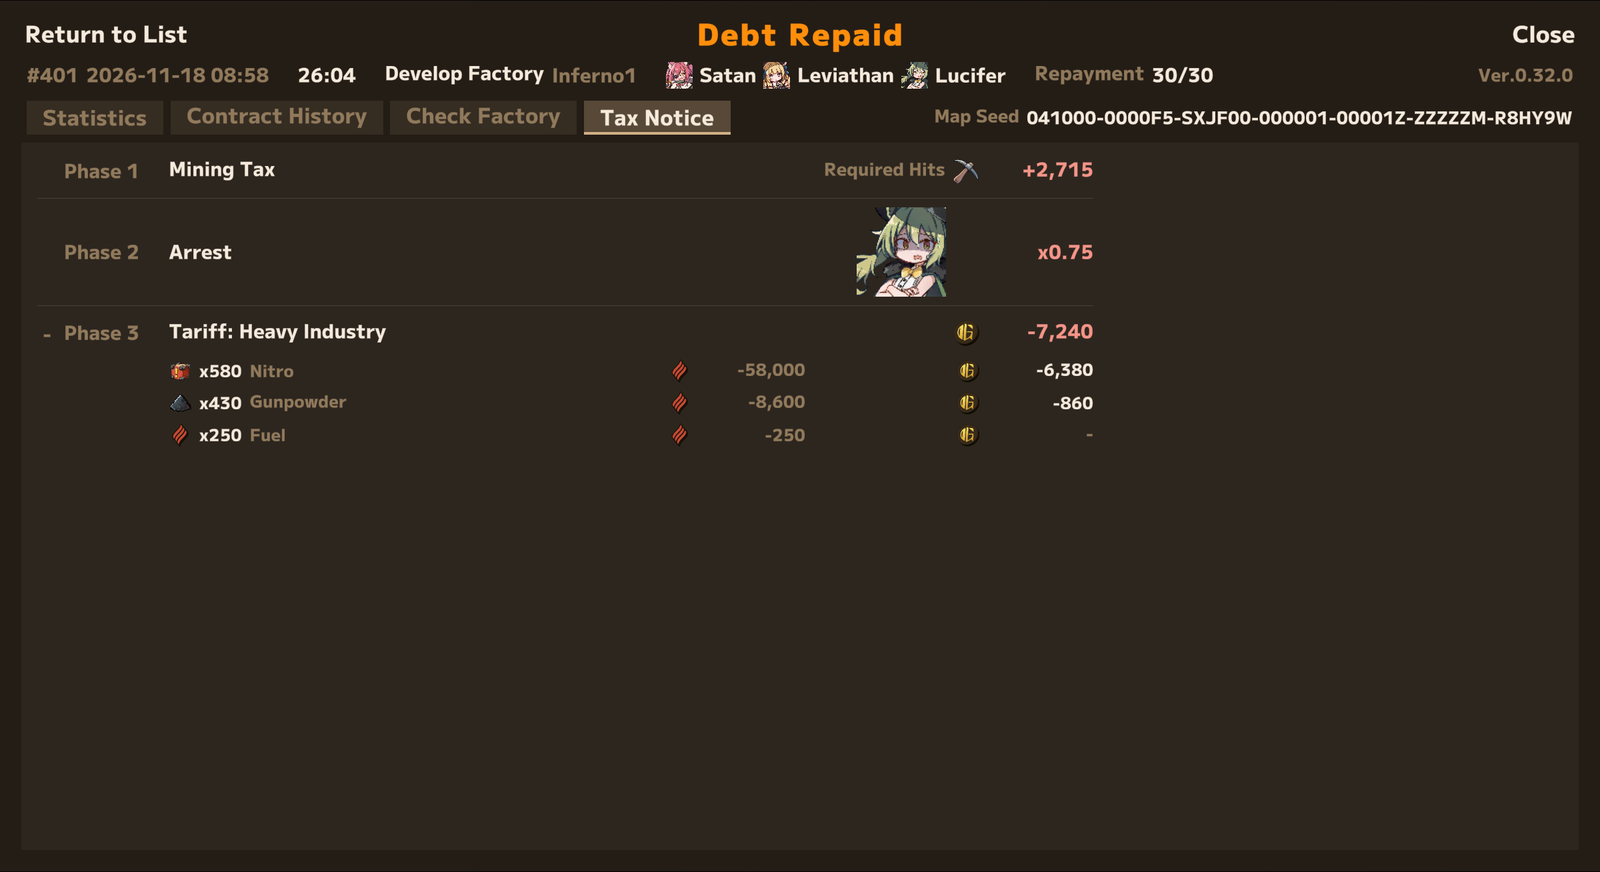 Return to List Debt Repaid Close
#401 2026-11-18 08:58 26:04 Develop Factory Inferno1 Satan Leviathan Lucifer Repayment 30/30 Ver.0.32.0
Statistics Contract History Check Factory Tax Notice Map Seed 041000-0000F5-SXJF00-000001-00001Z-ZZZZZM-R8HY9W
Phase 1 Mining Tax Required Hits +2,715
Phase 2 Arrest x0.75
- Phase 3 Tariff: Heavy Industry -7,240
x580 Nitro -58,000 -6,380
x430 Gunpowder -8,600 -860
x250 Fuel -250 -